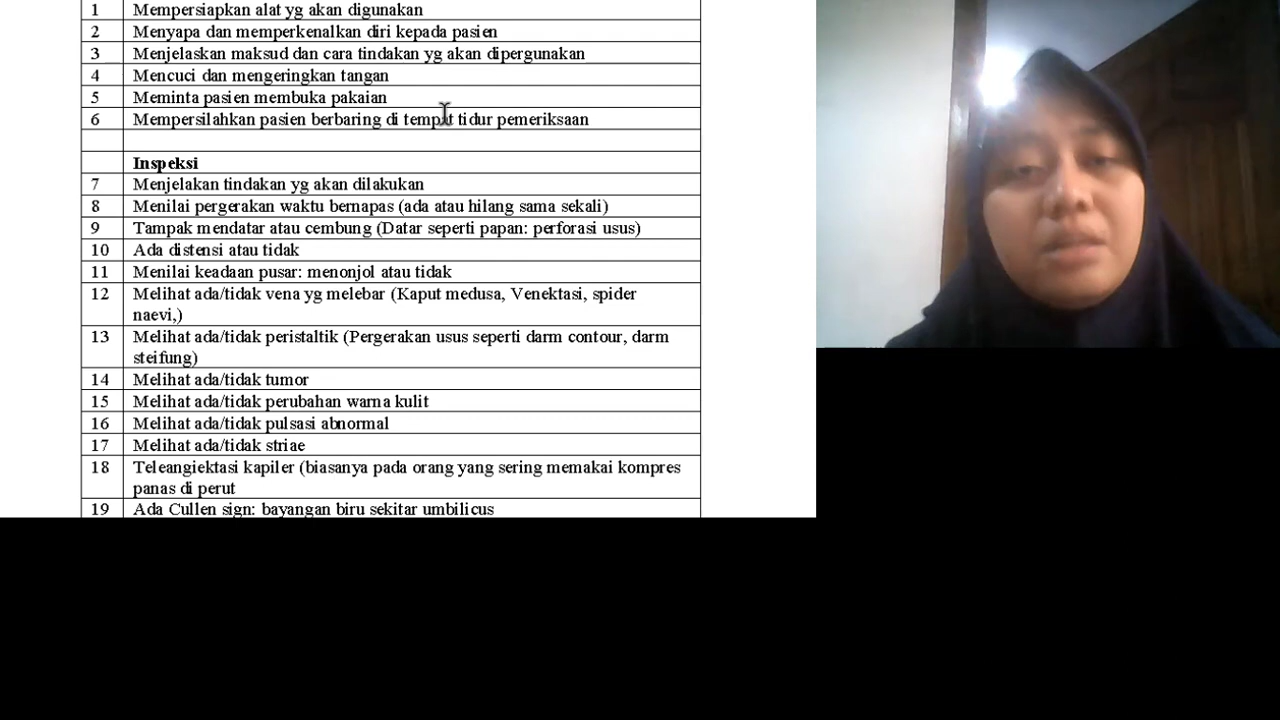 1 Mempersiapkan alat yg akan digunakan
2 Menyapa dan memperkenalkan diri kepada pasien
3 Menjelaskan maksud dan cara tindakan yg akan dipergunakan
4 Mencuci dan mengeringkan tangan
5 Meminta pasien membuka pakaian
6 Mempersilahkan pasien berbaring di tempat tidur pemeriksaan
Inspeksi
7 Menjelakan tindakan yg akan dilakukan
8 Menilai pergerakan waktu bernapas (ada atau hilang sama sekali)
9 Tampak mendatar atau cembung (Datar seperti papan: perforasi usus)
10 Ada distensi atau tidak
11 Menilai keadaan pusar: menonjol atau tidak
12 Melihat ada/tidak vena yg melebar (Kaput medusa, Venektasi, spider
naevi,)
13 Melihat ada/tidak peristaltik (Pergerakan usus seperti darm contour, darm
steifung)
14 Melihat ada/tidak tumor
15 Melihat ada/tidak perubahan warna kulit
16 Melihat ada/tidak pulsasi abnormal
17 Melihat ada/tidak striae
18 Teleangiektasi kapiler (biasanya pada orang yang sering memakai kompres
panas di perut
19 Ada Cullen sign: bayangan biru sekitar umbilicus